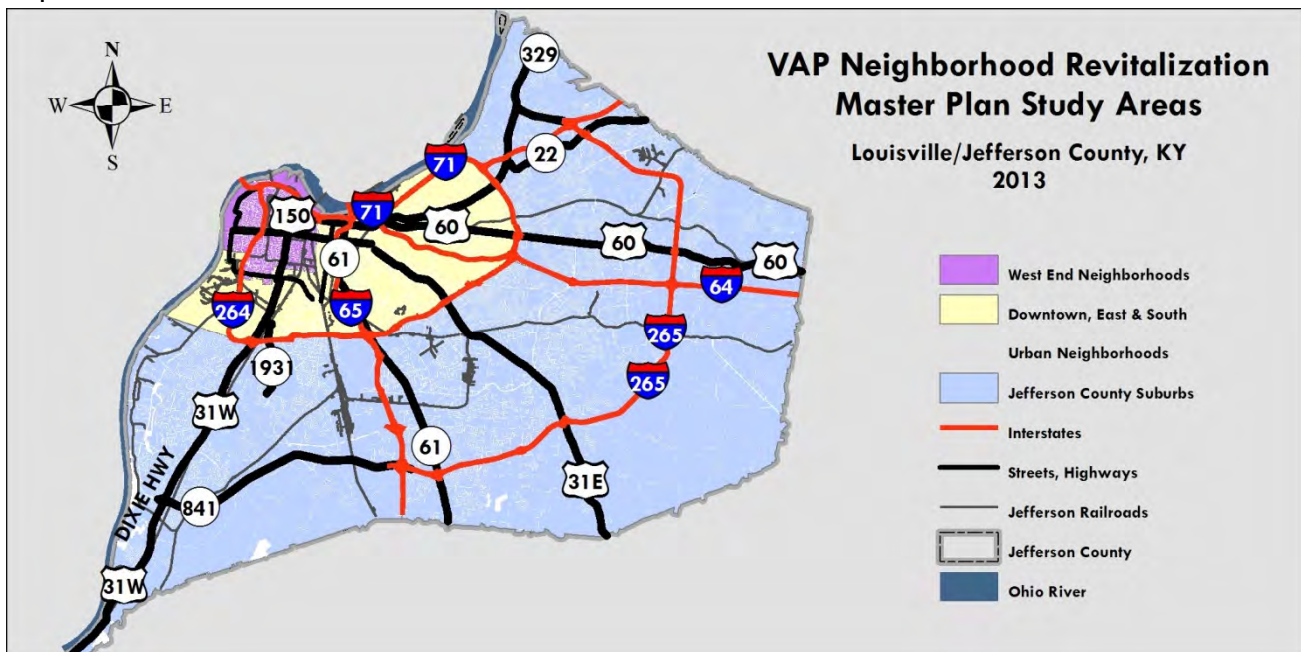 VAP Neighborhood Revitalization
Master Plan Study Areas
Louisville/Jefferson County, KY
2013
N
W
E
S
329
22
71
71
150
60
60
60
61
64
264
65
265
265
1931
31W
61
31E
841
DIXIE HWY
31W
West End Neighborhoods
Downtown, East & South
Urban Neighborhoods
Jefferson County Suburbs
Interstates
Streets, Highways
Jefferson Railroads
Jefferson County
Ohio River